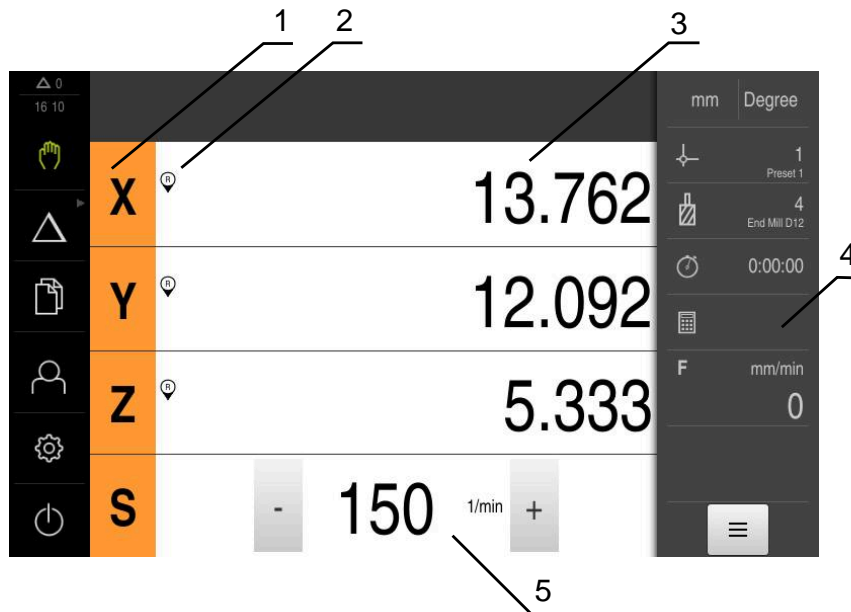 1 2 3
0
16 10
mm Degree
X R 13.762
1
Preset 1
4
End Mill D12
Y R 12.092
0:00:00
4
Z R 5.333
F mm/min
0
S - 150 1/min +
5